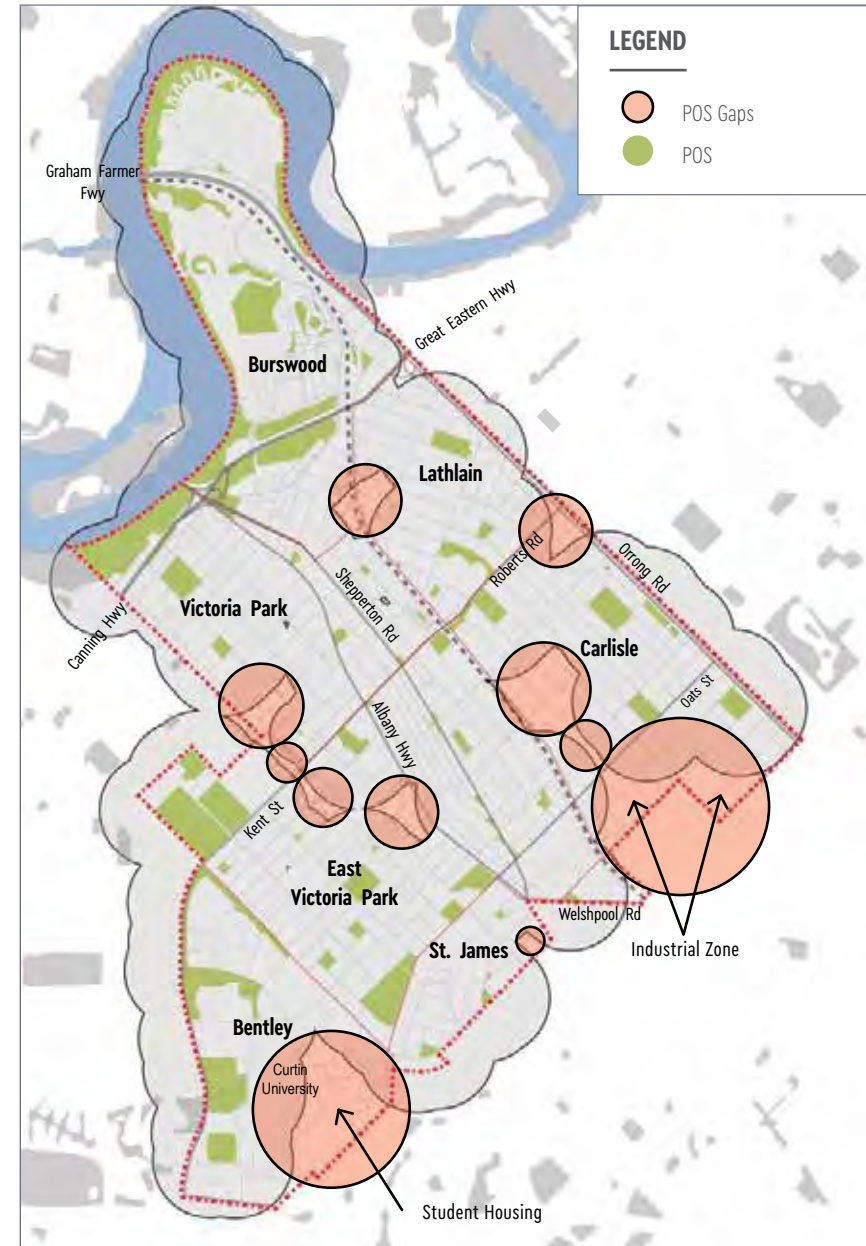 LEGEND
POS Gaps
POS
Graham Farmer
Fwy
Great Eastern Hwy
Burswood
Lathlain
Roberts Rd
Orrong Rd
Shepperton Rd
Canning Hwy
Victoria Park
Carlisle
Oats St
Albany Hwy
Kent St
East
Victoria Park
Welshpool Rd
St. James
Industrial Zone
Bentley
Curtin
University
Student Housing